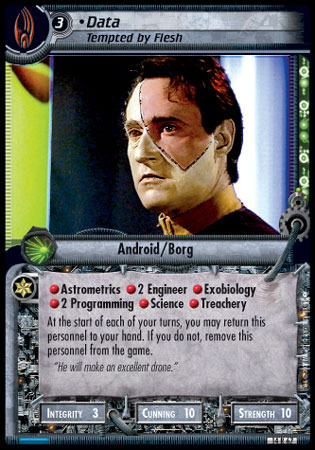 3 •Data
Tempted by Flesh
Android/Borg
•Astrometrics •2 Engineer •Exobiology
•2 Programming •Science •Treachery
At the start of each of your turns, you may return this
personnel to your hand. If you do not, remove this
personnel from the game.
"He will make an excellent drone."
INTEGRITY 3 CUNNING 10 STRENGTH 10
14 R 67